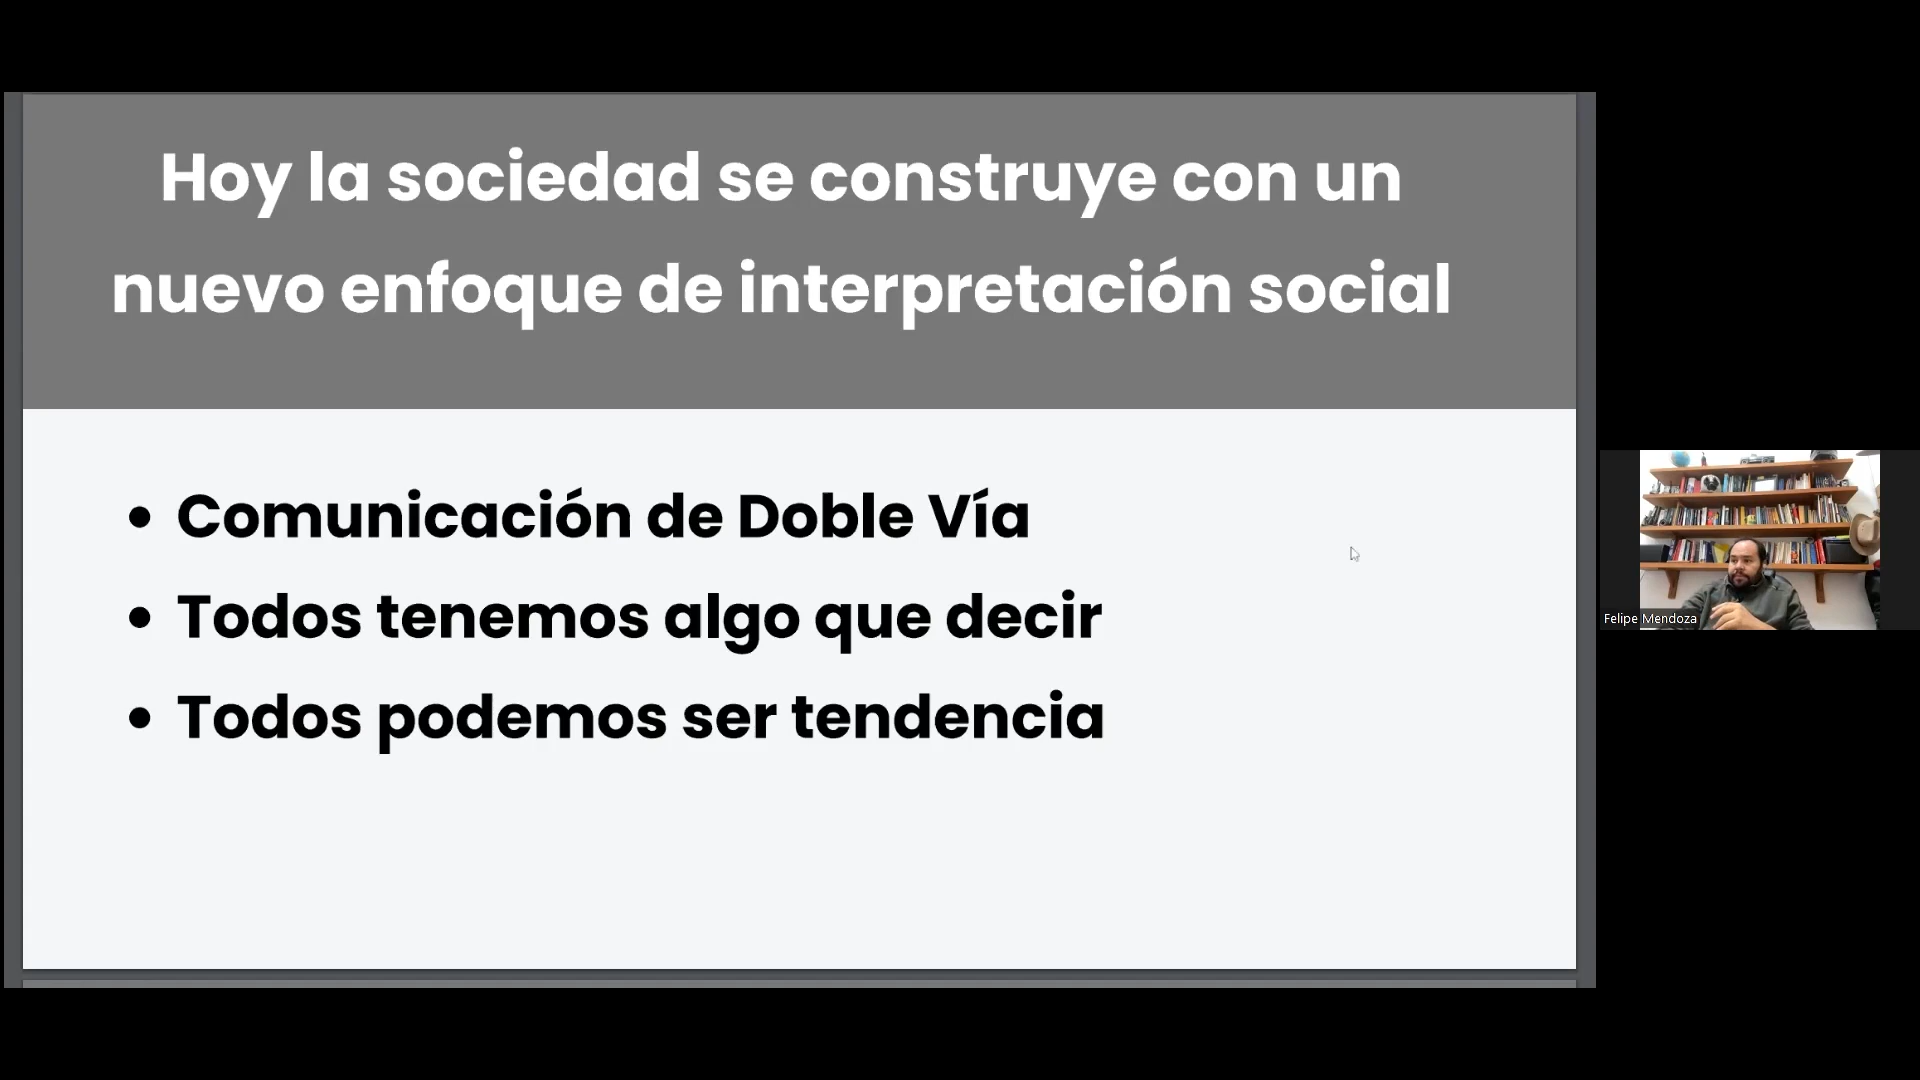 Hoy la sociedad se construye con un
nuevo enfoque de interpretación social
• Comunicación de Doble Vía
• Todos tenemos algo que decir
• Todos podemos ser tendencia
Felipe Mendoza